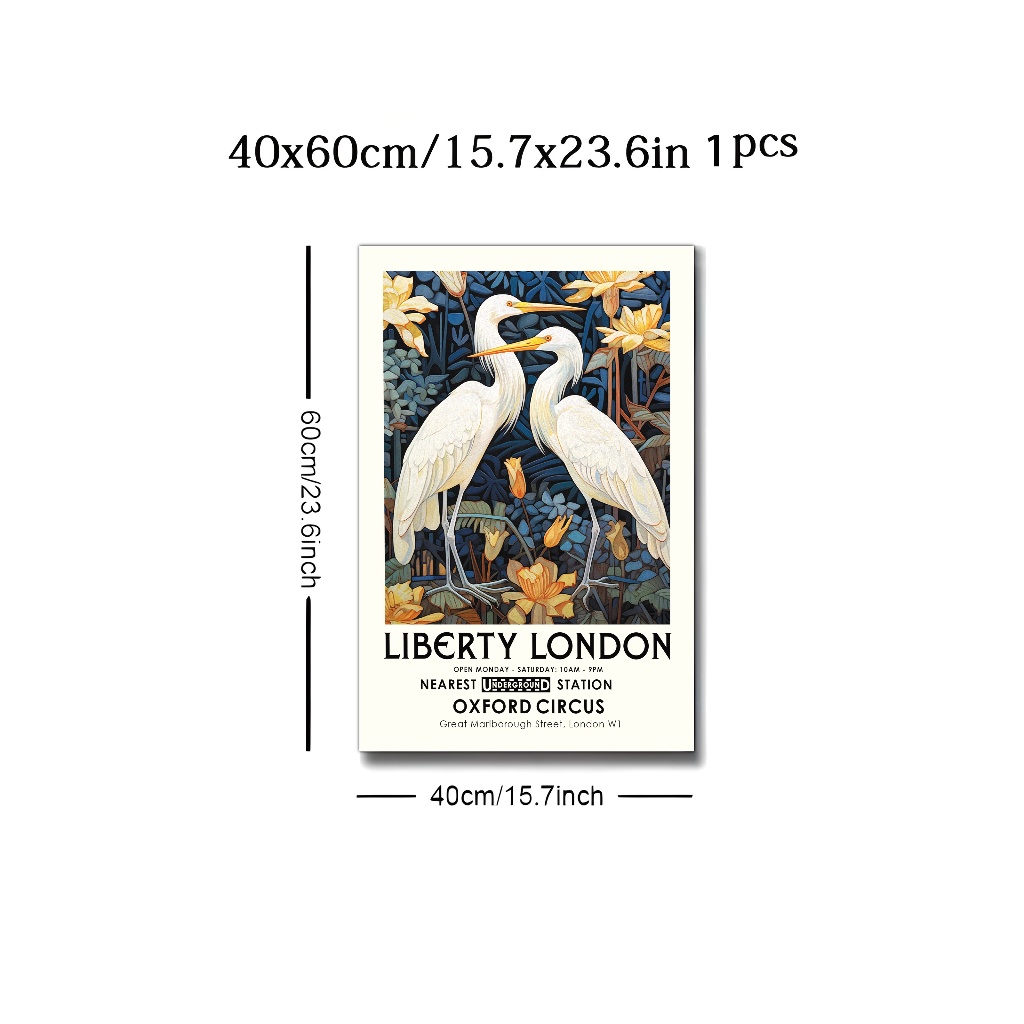 40x60cm/15.7x23.6in 1pcs
60cm/23.6inch
LIBERTY LONDON
OPEN MONDAY - SATURDAY: 10AM - 9PM
NEAREST UNDERGROUND STATION
OXFORD CIRCUS
Great Marlborough Street, London W1
40cm/15.7inch